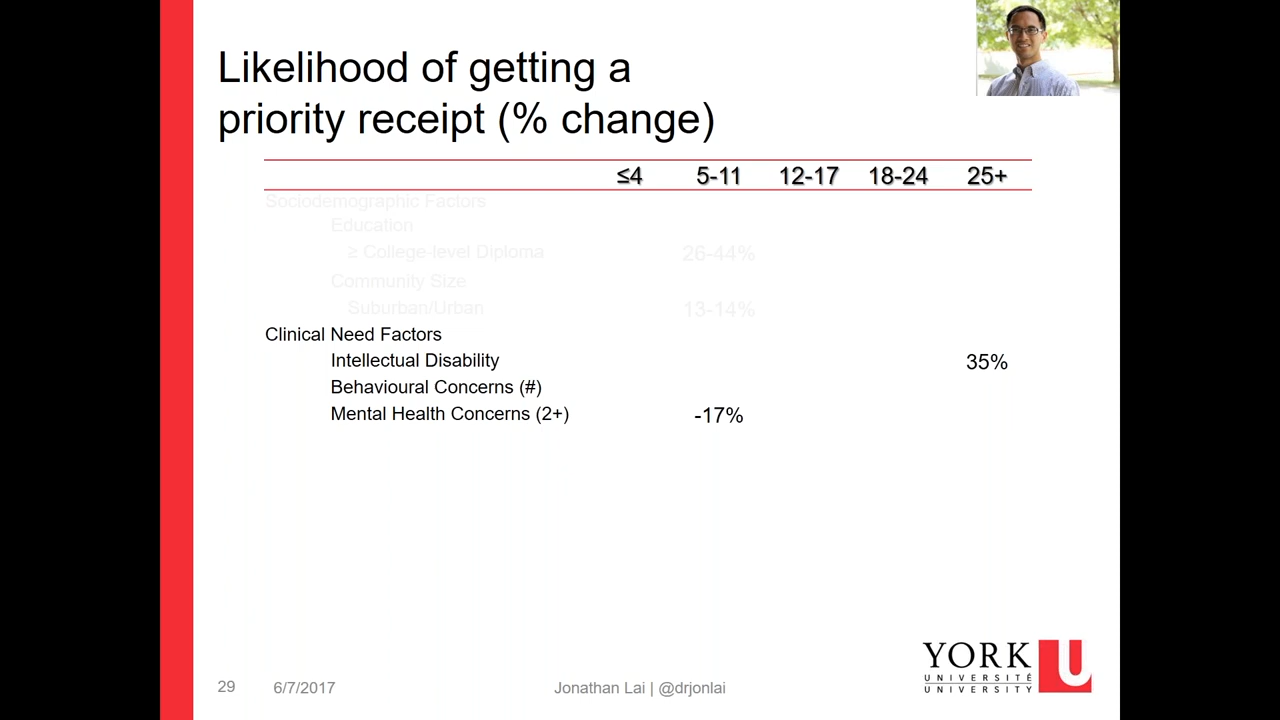 Likelihood of getting a
priority receipt (% change)
≤4 5-11 12-17 18-24 25+
Sociodemographic Factors
Education
≥ College-level Diploma 26-44%
Community Size
Suburban/Urban 13-14%
Clinical Need Factors
Intellectual Disability 35%
Behavioural Concerns (#)
Mental Health Concerns (2+) -17%
YORK U
UNIVERSITÉ
UNIVERSITY
29 6/7/2017 Jonathan Lai | @drjonlai